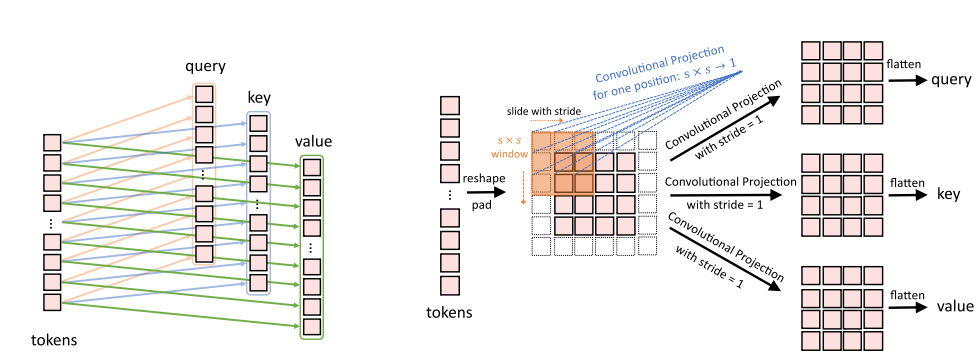 query
key
value
...
...
...
...
tokens
...
tokens
reshape
pad
slide with stride
s × s
window
Convolutional Projection
for one position: s × s → 1
Convolutional Projection
with stride = 1
Convolutional Projection
with stride = 1
Convolutional Projection
with stride = 1
flatten
query
flatten
key
flatten
value